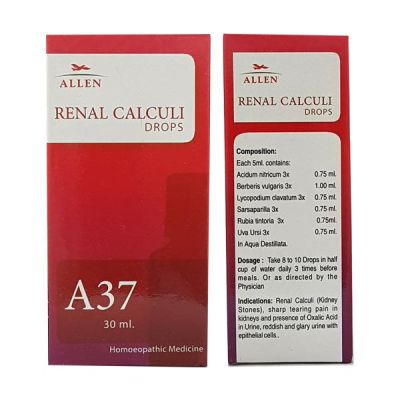 ALLEN
RENAL CALCULI
DROPS
A37
30 ml.
Homoeopathic Medicine
ALLEN
RENAL CALCULI
DROPS
Composition:
Each 5ml. contains:
Acidum nitricum 3x 0.75 ml.
Berberis vulgaris 3x 1.00 ml.
Lycopodium clavatum 3x 0.75 ml.
Sarsaparilla 3x 0.75 ml.
Rubia tintoria 3x 0.75ml.
Uva Ursi 3x 0.75 ml.
In Aqua Destillata.
Dosage : Take 8 to 10 Drops in half
cup of water daily 3 times before
meals. Or as directed by the
Physician
Indications: Renal Calculi (Kidney
Stones), sharp tearing pain in
kidneys and presence of Oxalic Acid
in Urine, reddish and glary urine with
epithelial cells..